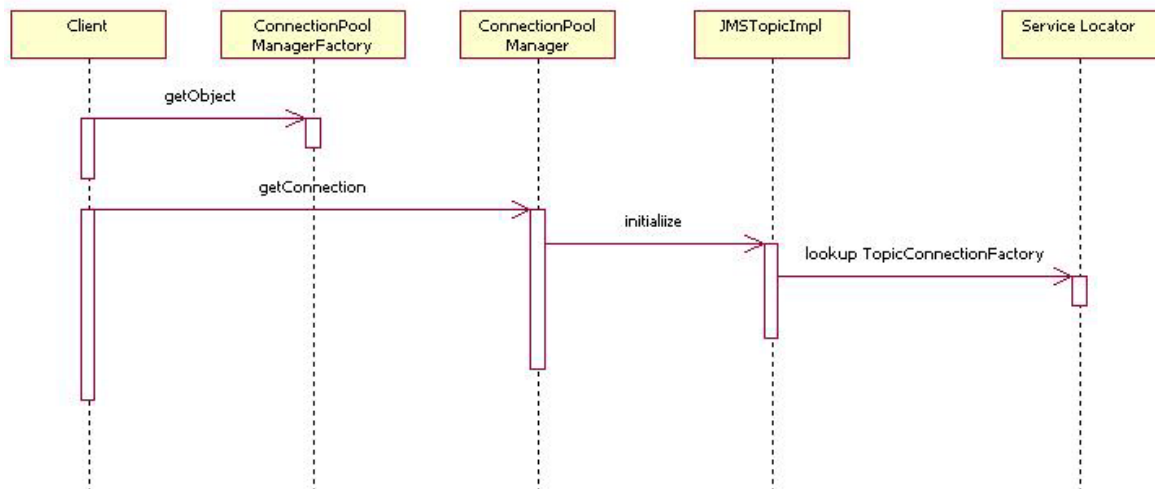 Client
ConnectionPool
ManagerFactory
ConnectionPool
Manager
JMSTopicImpl
Service Locator
getObject
getConnection
initialiize
lookup TopicConnectionFactory